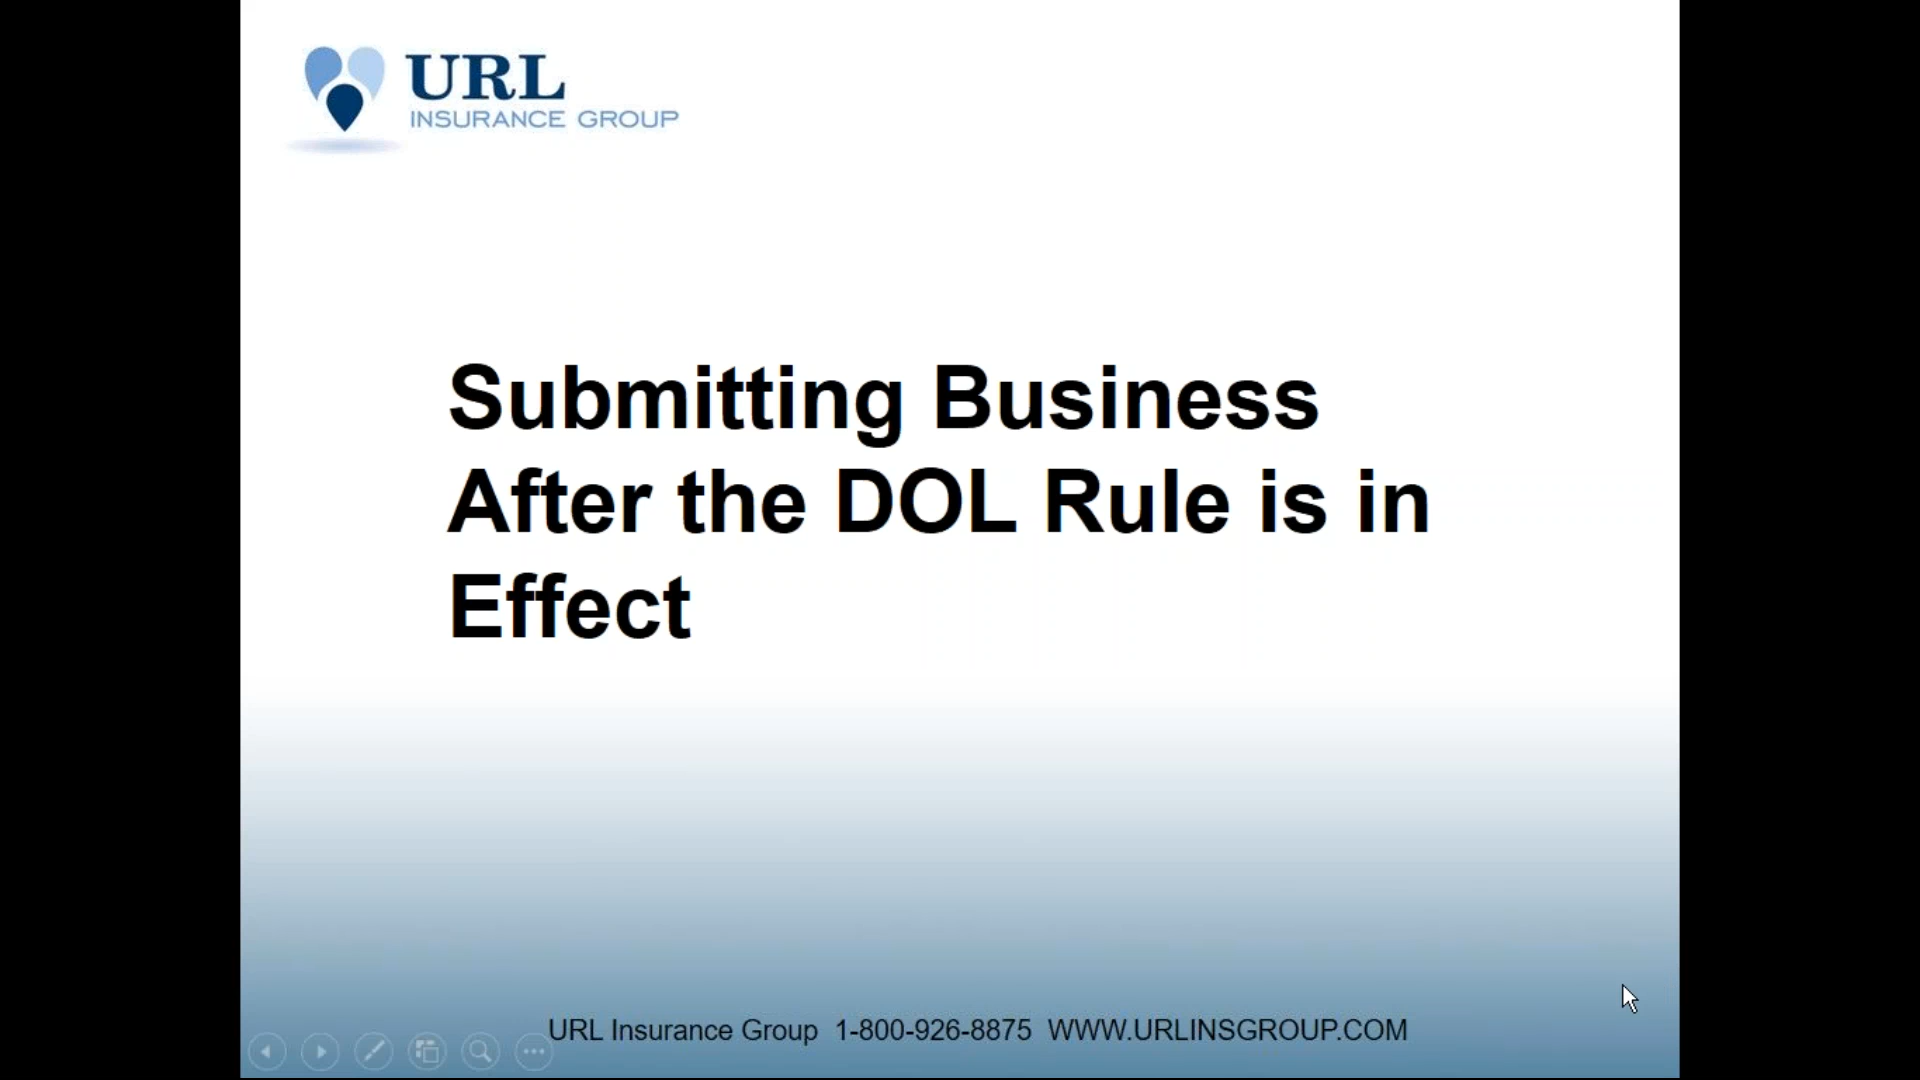 URL
INSURANCE GROUP
Submitting Business
After the DOL Rule is in
Effect
URL Insurance Group 1-800-926-8875 WWW.URLINSGROUP.COM